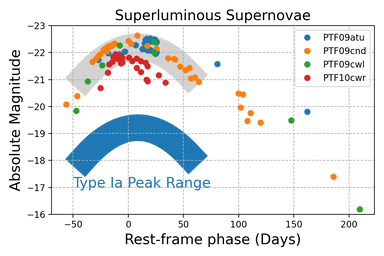 Superluminous Supernovae
Absolute Magnitude
−23
−22
−21
−20
−19
−18
−17
−16
PTF09atu
PTF09cnd
PTF09cwl
PTF10cwr
Type Ia Peak Range
−50
0
50
100
150
200
Rest-frame phase (Days)